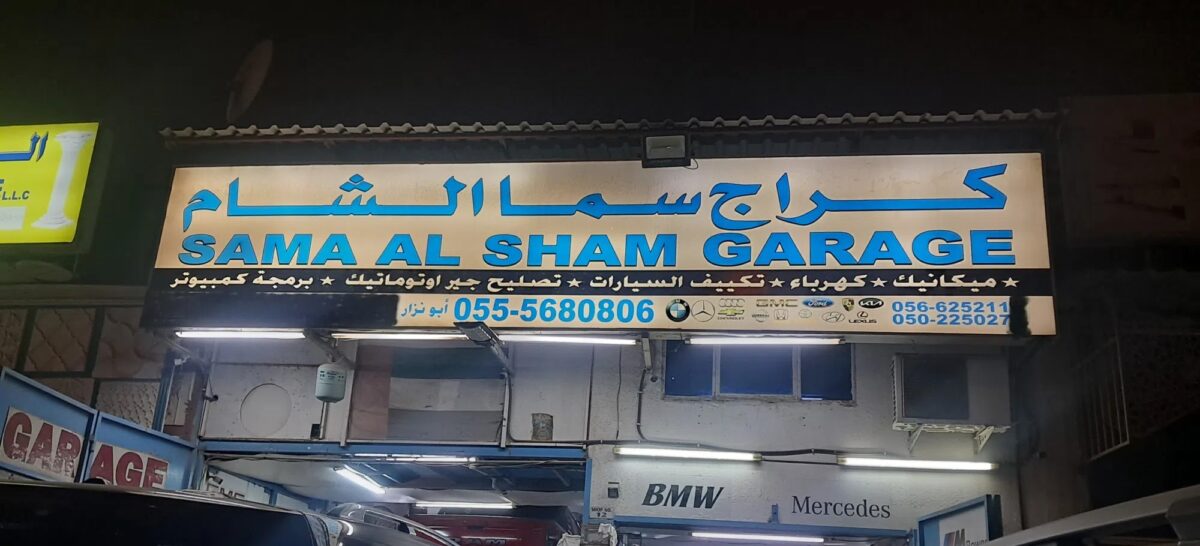 كراج سما الشام
SAMA AL SHAM GARAGE
★ ميكانيك ★ كهرباء ★ تكييف السيارات ★ تصليح جير اوتوماتيك ★ برمجة كمبيوتر
أبو نزار 055-5680806
GMC
Ford
KIA
LEXUS
056-625211
050-225027
ال
L.L.C
GARAGE
BMW
Mercedes